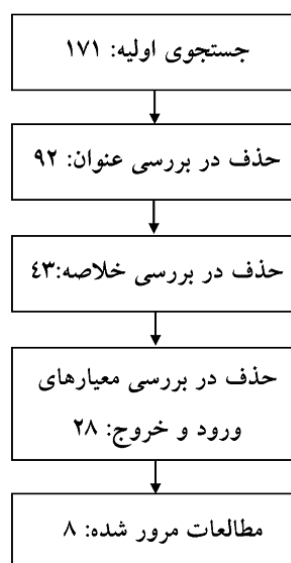 جستجوی اولیه: ۱۷۱
حذف در بررسی عنوان: ۹۲
حذف در بررسی خلاصه:٤۳
حذف در بررسی معیارهای
ورود و خروج: ۲۸
مطالعات مرور شده: ۸